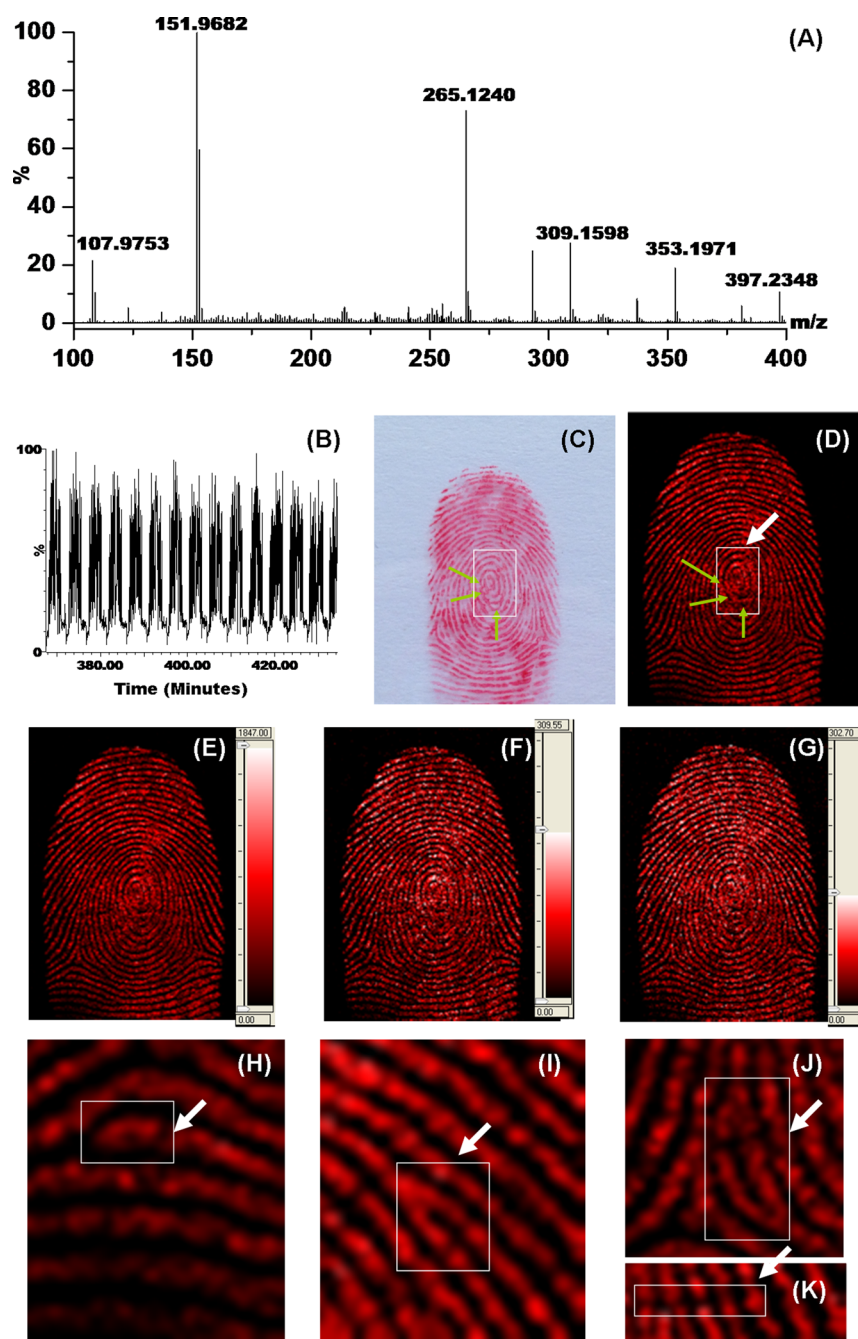 (A)
100
80
60
40
20
0
%
151.9682
265.1240
107.9753
309.1598
353.1971
397.2348
m/z
100 150 200 250 300 350 400
(B)
100
%
0
380.00 400.00 420.00
Time (Minutes)
(C)
(D)
(E)
1847.00
0.00
(F)
309.55
0.00
(G)
302.70
0.00
(H)
(I)
(J)
(K)